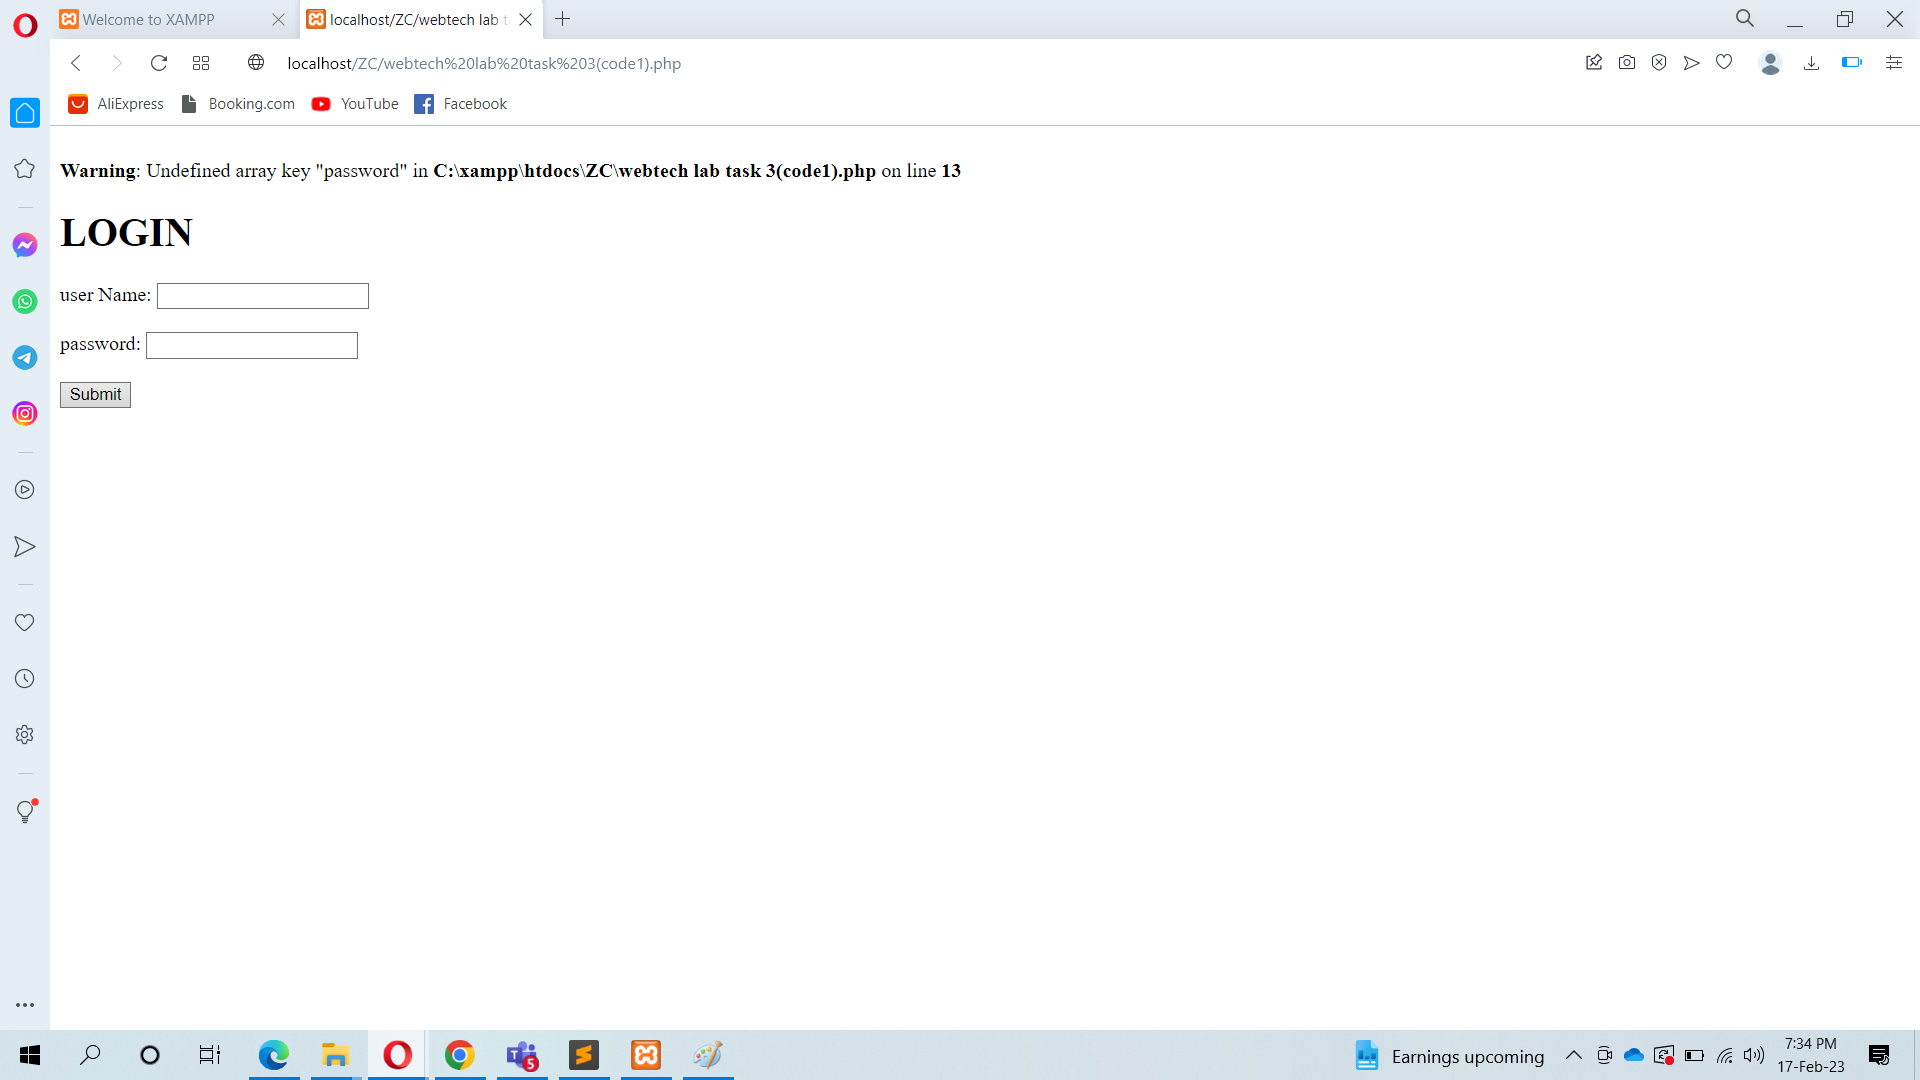 Welcome to XAMPP
localhost/ZC/webtech lab t
localhost/ZC/webtech%20lab%20task%203(code1).php
AliExpress
Booking.com
YouTube
Facebook
Warning: Undefined array key "password" in C:\xampp\htdocs\ZC\webtech lab task 3(code1).php on line 13
LOGIN
user Name:
password:
Submit
5
Earnings upcoming
7:34 PM
17-Feb-23
3